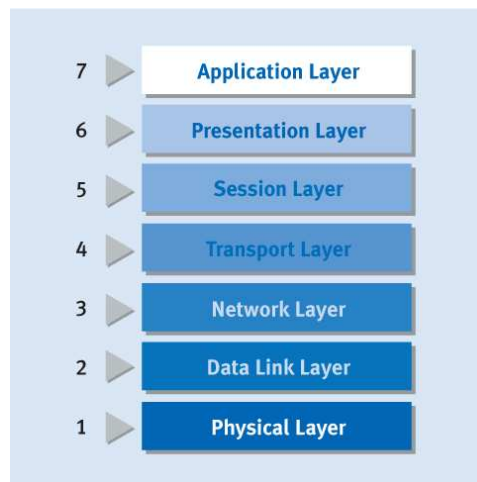 7 Application Layer
6 Presentation Layer
5 Session Layer
4 Transport Layer
3 Network Layer
2 Data Link Layer
1 Physical Layer